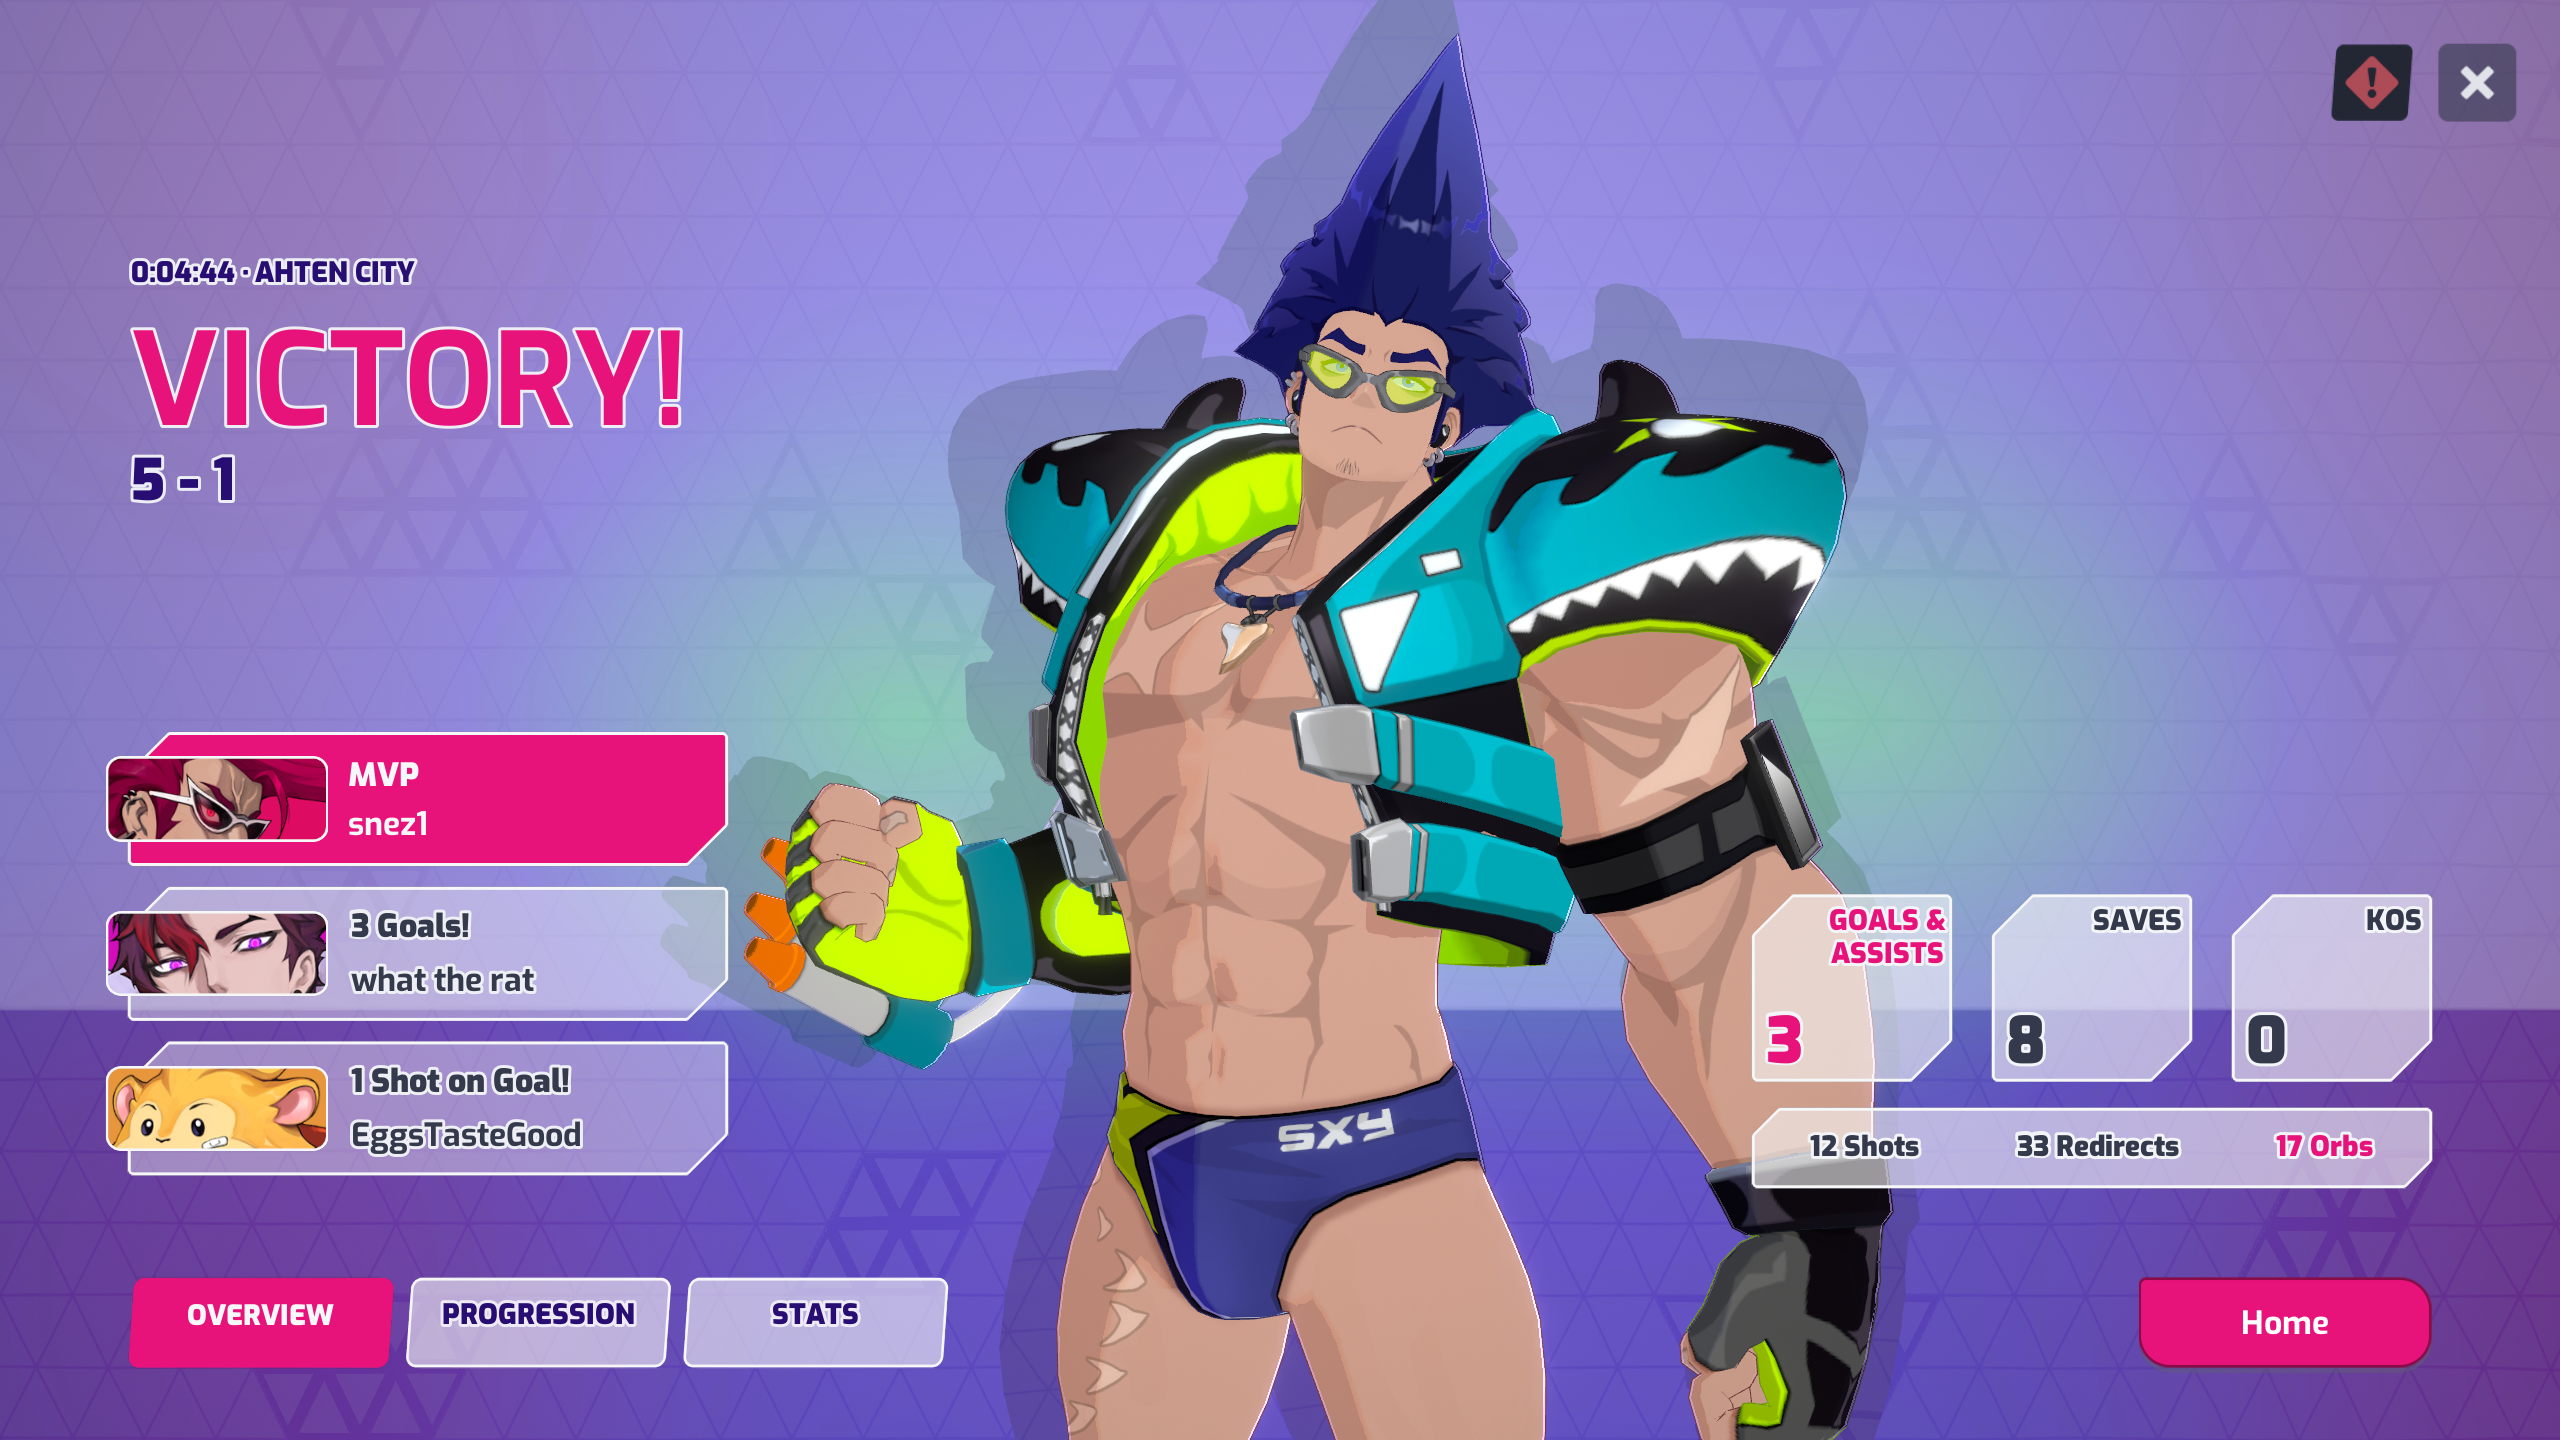 0:04:44 · AHTEN CITY
VICTORY!
5 - 1
MVP
snez1
3 Goals!
what the rat
1 Shot on Goal!
EggsTasteGood
SXY
GOALS &
ASSISTS
3
SAVES
8
KOS
0
12 Shots 33 Redirects 17 Orbs
OVERVIEW PROGRESSION STATS
Home